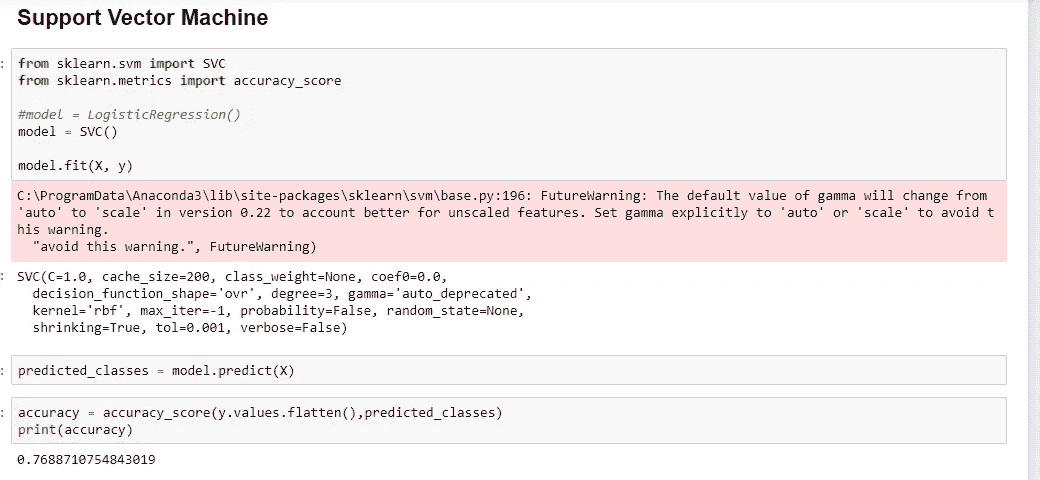 Support Vector Machine
: from sklearn.svm import SVC
from sklearn.metrics import accuracy_score
#model = LogisticRegression()
model = SVC()
model.fit(X, y)
C:\ProgramData\Anaconda3\lib\site-packages\sklearn\svm\base.py:196: FutureWarning: The default value of gamma will change from
'auto' to 'scale' in version 0.22 to account better for unscaled features. Set gamma explicitly to 'auto' or 'scale' to avoid t
his warning.
"avoid this warning.", FutureWarning)
: SVC(C=1.0, cache_size=200, class_weight=None, coef0=0.0,
decision_function_shape='ovr', degree=3, gamma='auto_deprecated',
kernel='rbf', max_iter=-1, probability=False, random_state=None,
shrinking=True, tol=0.001, verbose=False)
: predicted_classes = model.predict(X)
: accuracy = accuracy_score(y.values.flatten(),predicted_classes)
print(accuracy)
0.7688710754843019